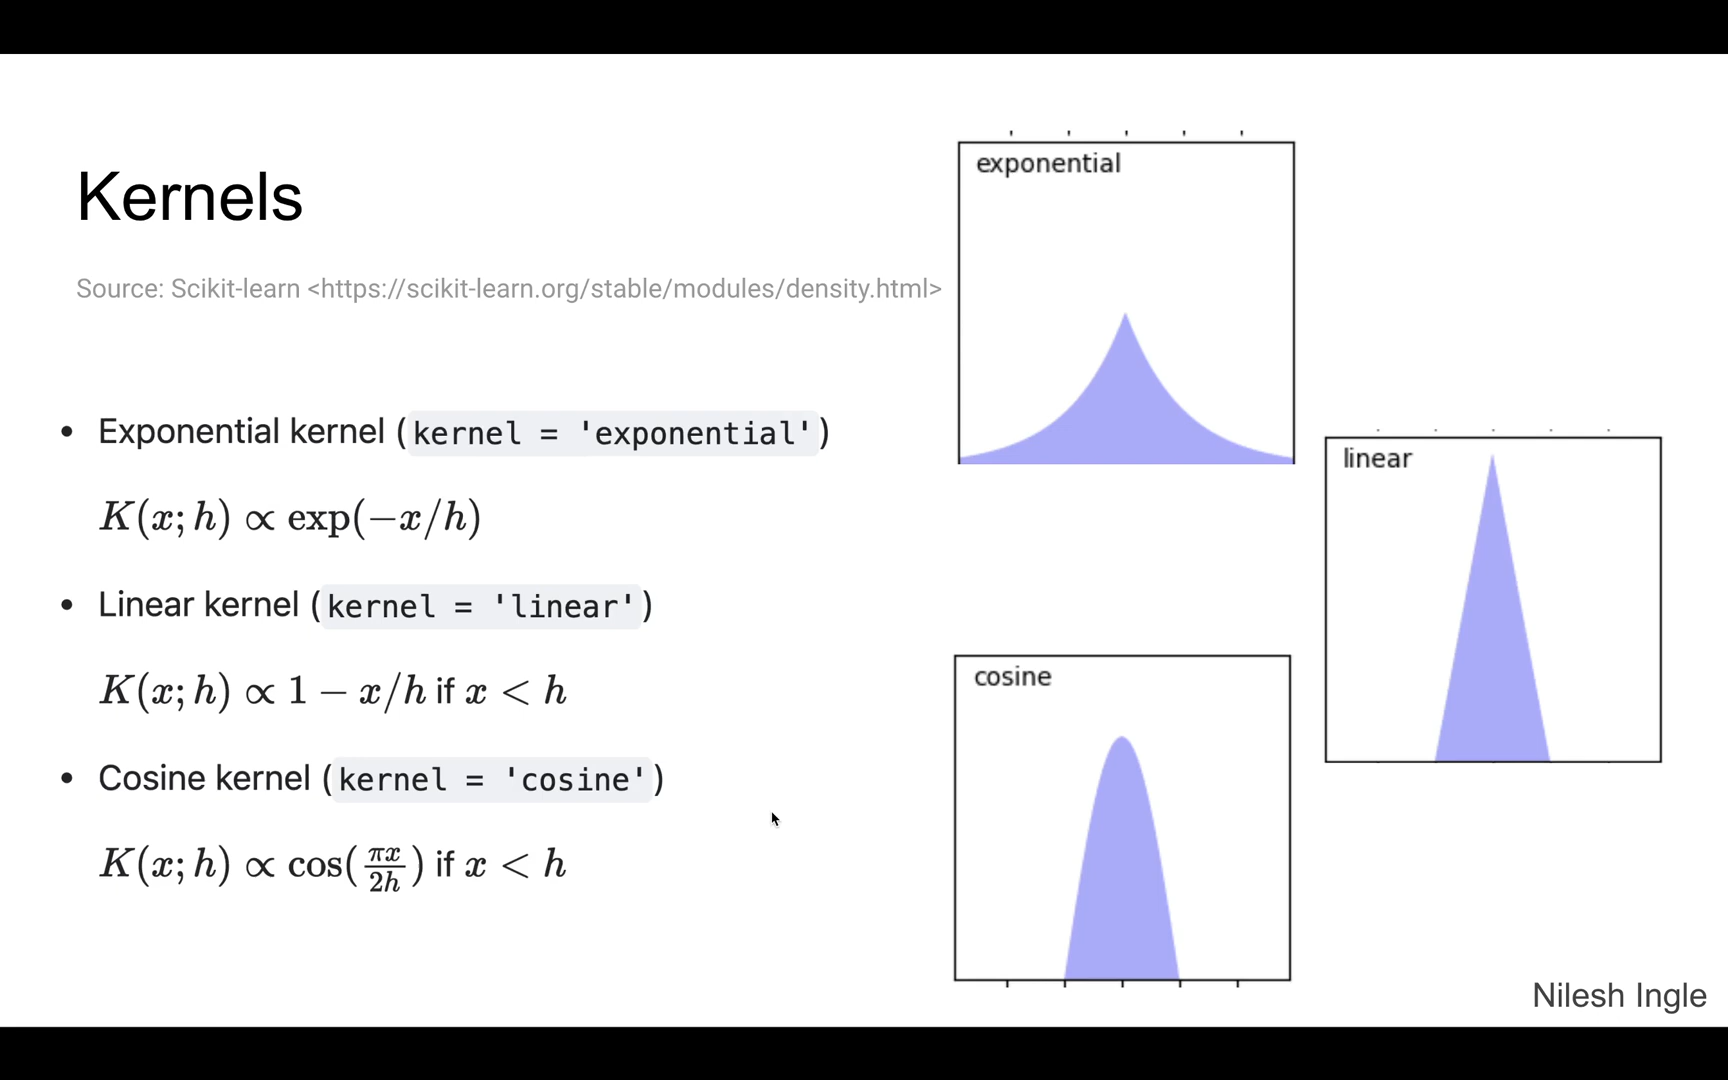 Kernels
Source: Scikit-learn <https://scikit-learn.org/stable/modules/density.html>
• Exponential kernel (kernel = 'exponential')
K(x; h) ∝ exp(−x/h)
• Linear kernel (kernel = 'linear')
K(x; h) ∝ 1 − x/h if x < h
• Cosine kernel (kernel = 'cosine')
K(x; h) ∝ cos(πx/2h) if x < h
exponential
linear
cosine
Nilesh Ingle